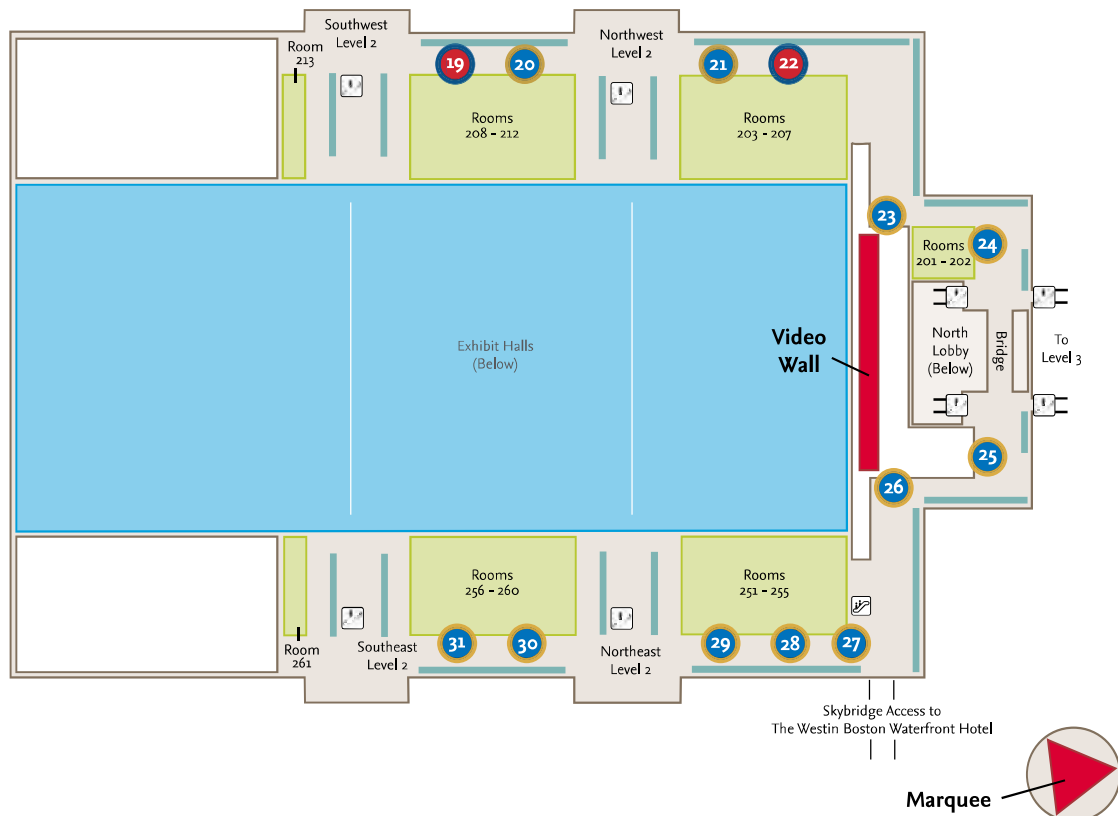 Southwest
Level 2
Northwest
Level 2
Room
213
19
20
21
22
Rooms
208 - 212
Rooms
203 - 207
23
24
Rooms
201 - 202
Video
Wall
Exhibit Halls
(Below)
North
Lobby
(Below)
Bridge
To
Level 3
25
26
Rooms
256 - 260
Rooms
251 - 255
31
30
29
28
27
Room
261
Southeast
Level 2
Northeast
Level 2
Skybridge Access to
The Westin Boston Waterfront Hotel
Marquee